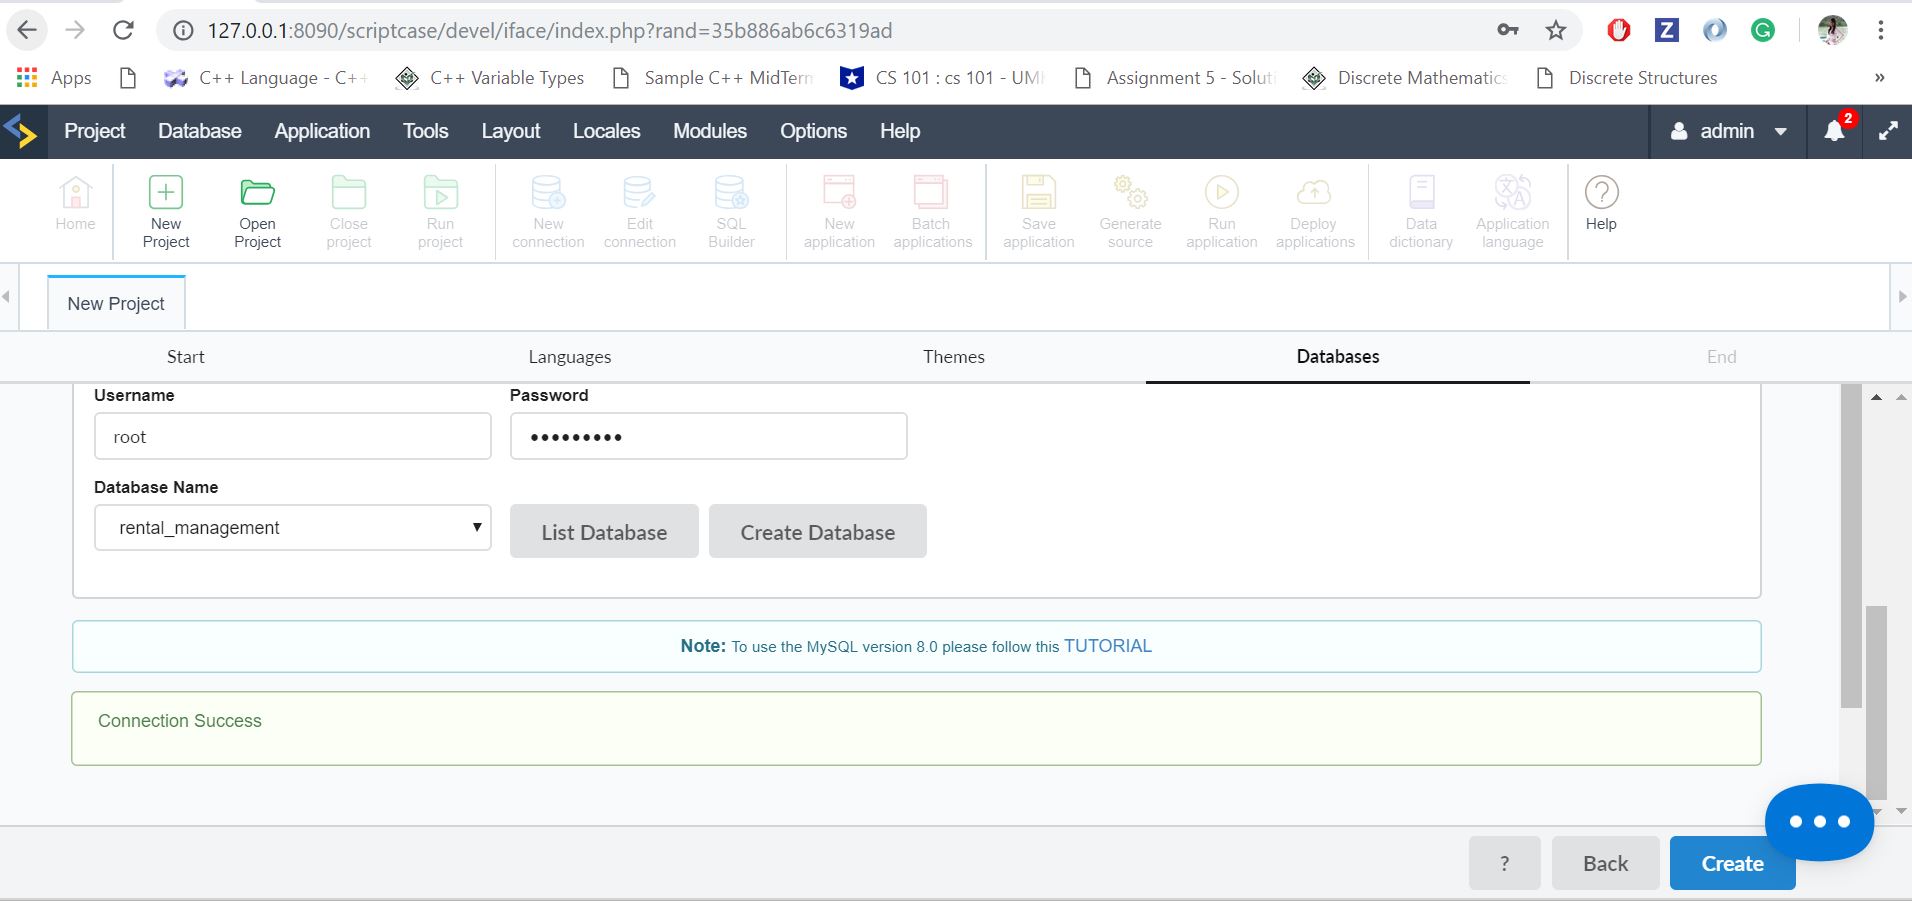 127.0.0.1:8090/scriptcase/devel/iface/index.php?rand=35b886ab6c6319ad
Z G
Apps C++ Language - C++ C++ Variable Types Sample C++ MidTerm CS 101 : cs 101 - UMH Assignment 5 - Soluti Discrete Mathematics Discrete Structures »
Project Database Application Tools Layout Locales Modules Options Help admin 2
Home New Project Open Project Close project Run project New connection Edit connection SQL Builder New application Batch applications Save application Generate source Run application Deploy applications Data dictionary Application language Help
New Project
Start Languages Themes Databases End
Username Password
root •••••••••
Database Name
rental_management List Database Create Database
Note: To use the MySQL version 8.0 please follow this TUTORIAL
Connection Success
? Back Create